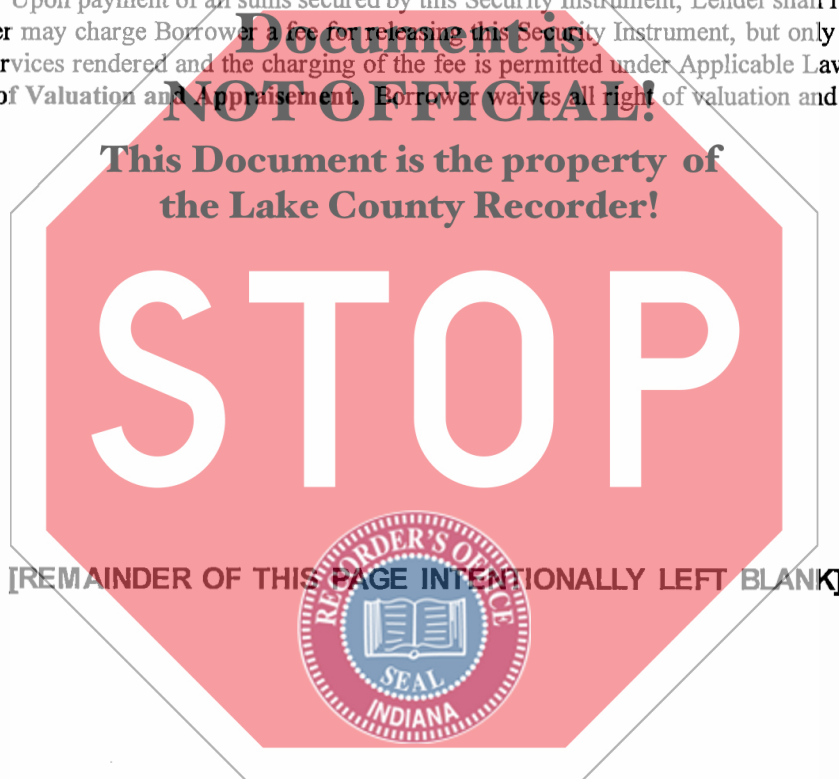 Upon payment of all sums secured by this Security Instrument, Lender shall
er may charge Borrower a fee for releasing this Security Instrument, but only
rvices rendered and the charging of the fee is permitted under Applicable Law
of Valuation and Appraisement. Borrower waives all right of valuation and
Document is
NOT OFFICIAL!
This Document is the property of
the Lake County Recorder!
STOP
[REMAINDER OF THIS PAGE INTENTIONALLY LEFT BLANK]
RECORDER'S OFFICE
SEAL
INDIANA